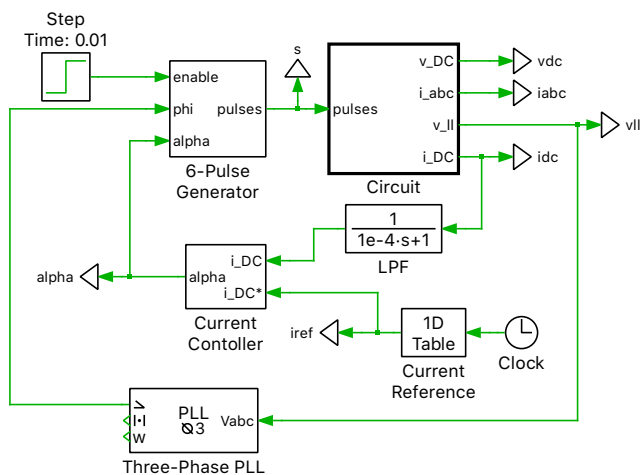 Step
Time: 0.01
enable
phi
alpha
pulses
6-Pulse
Generator
s
pulses
v_DC
i_abc
v_ll
i_DC
Circuit
vdc
iabc
vll
idc
1
1e-4·s+1
LPF
alpha
alpha
i_DC
i_DC*
Current
Contoller
iref
1D
Table
Current
Reference
Clock
∠
|•|
w
PLL
3
Vabc
Three-Phase PLL